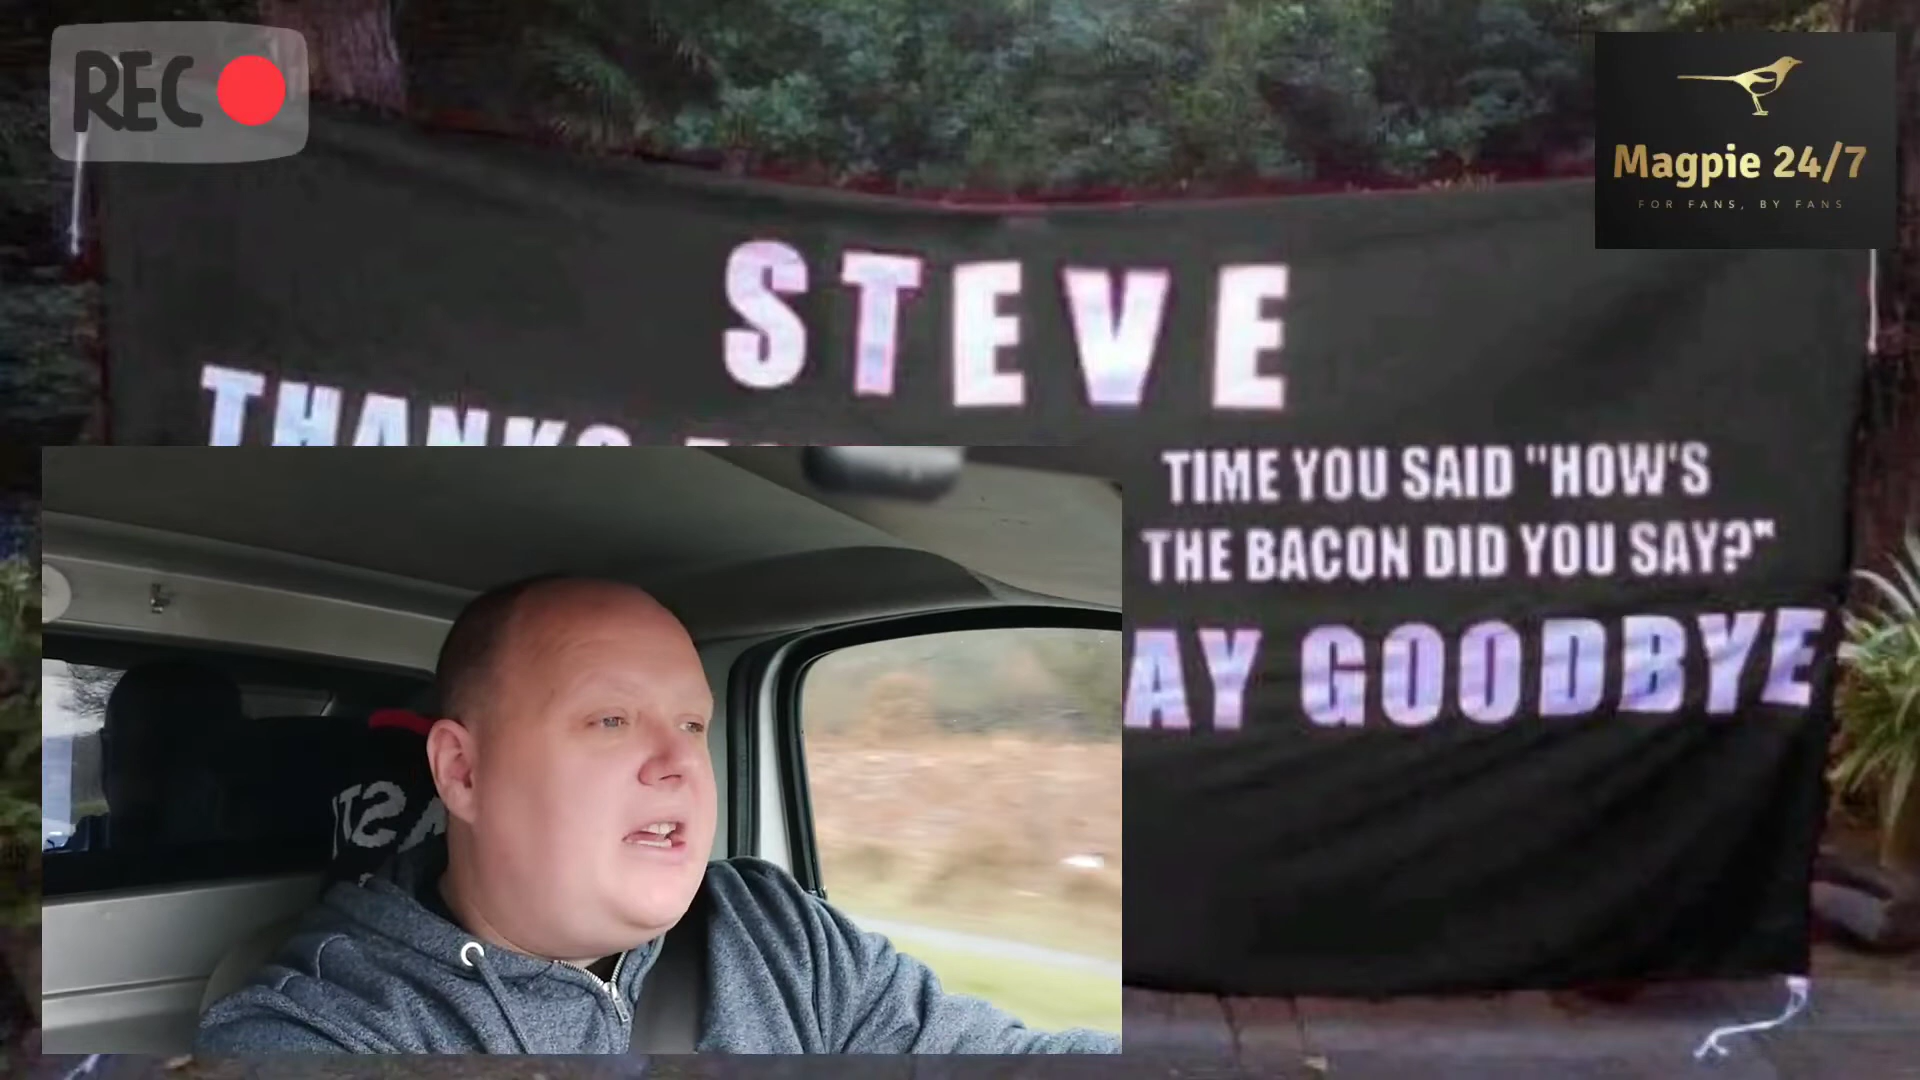 REC
Magpie 24/7
FOR FANS, BY FANS
STEVE
THANKS
TIME YOU SAID "HOW'S
THE BACON DID YOU SAY?"
AY GOODBYE